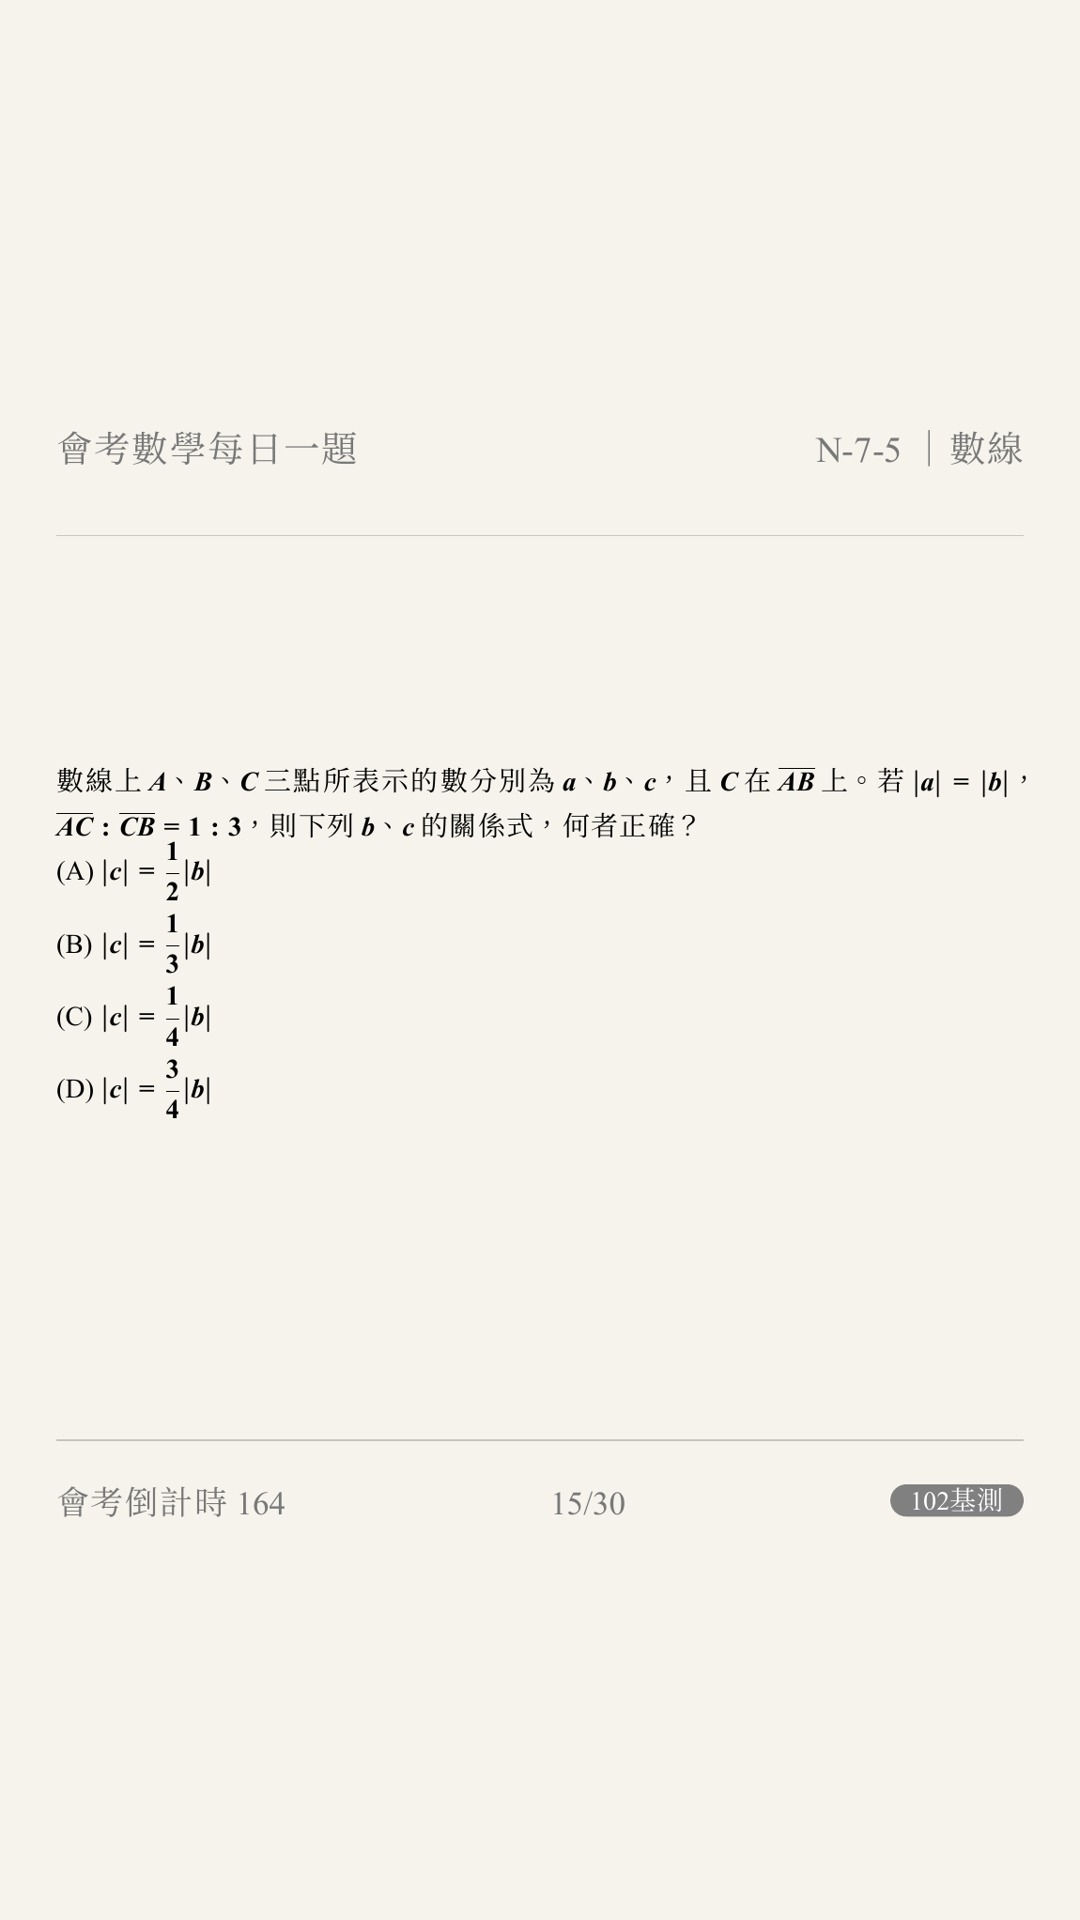 會考數學每日一題
N-7-5 | 數線
數線上 A、B、C 三點所表示的數分別為 a、b、c，且 C 在 A̅B̅ 上。若 |a| = |b|，
A̅C̅ : C̅B̅ = 1 : 3，則下列 b、c 的關係式，何者正確？
(A) |c| = 1/2 |b|
(B) |c| = 1/3 |b|
(C) |c| = 1/4 |b|
(D) |c| = 3/4 |b|
會考倒計時 164
15/30
102基測